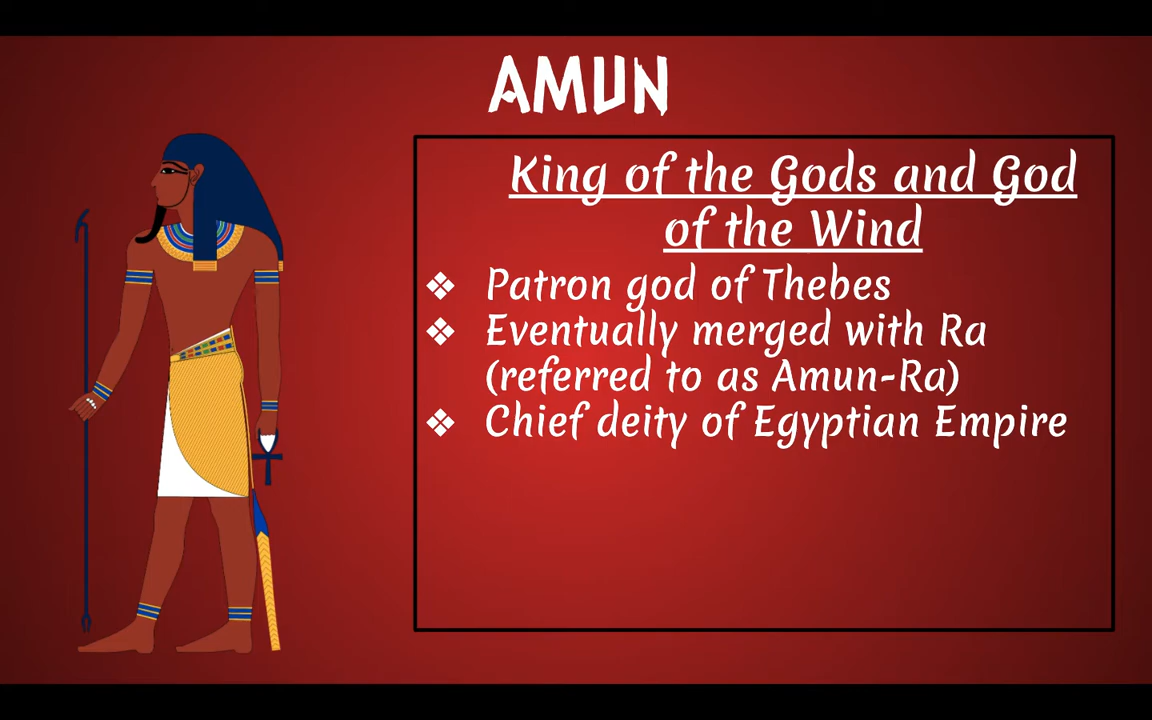 AMUN
King of the Gods and God
of the Wind
❖ Patron god of Thebes
❖ Eventually merged with Ra
(referred to as Amun-Ra)
❖ Chief deity of Egyptian Empire